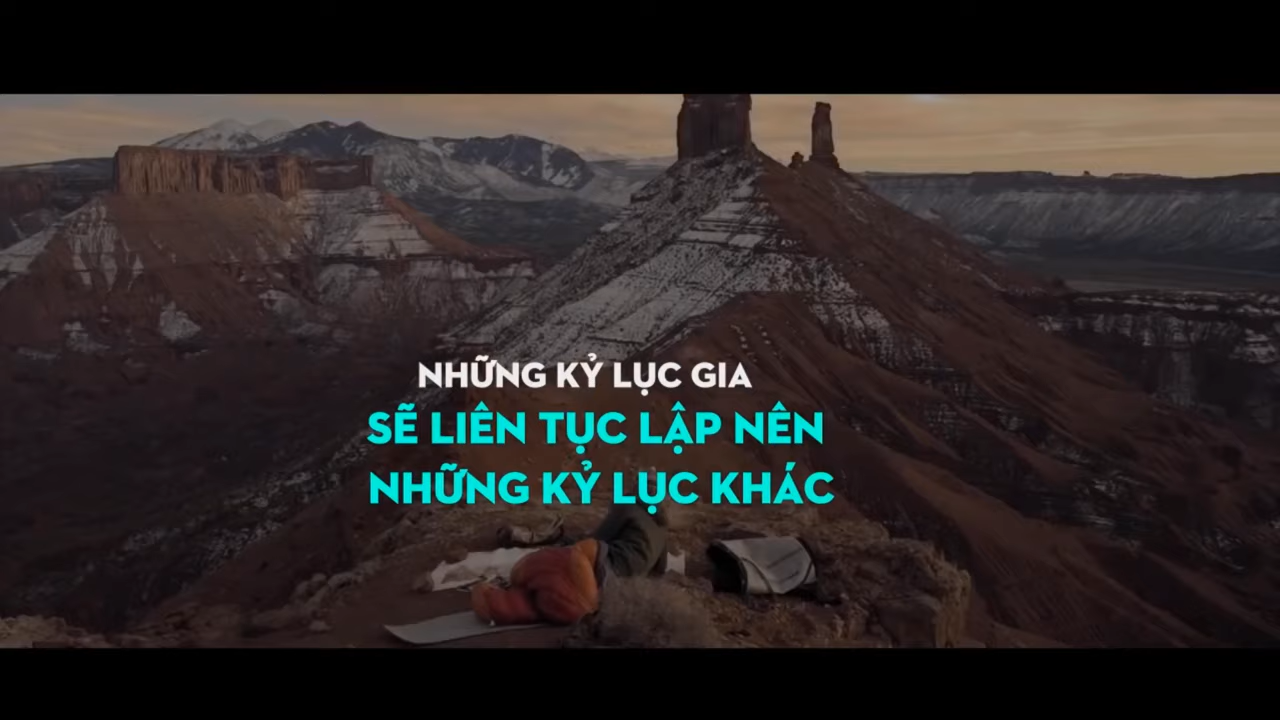 NHỮNG KỶ LỤC GIA
SẼ LIÊN TỤC LẬP NÊN
NHỮNG KỶ LỤC KHÁC